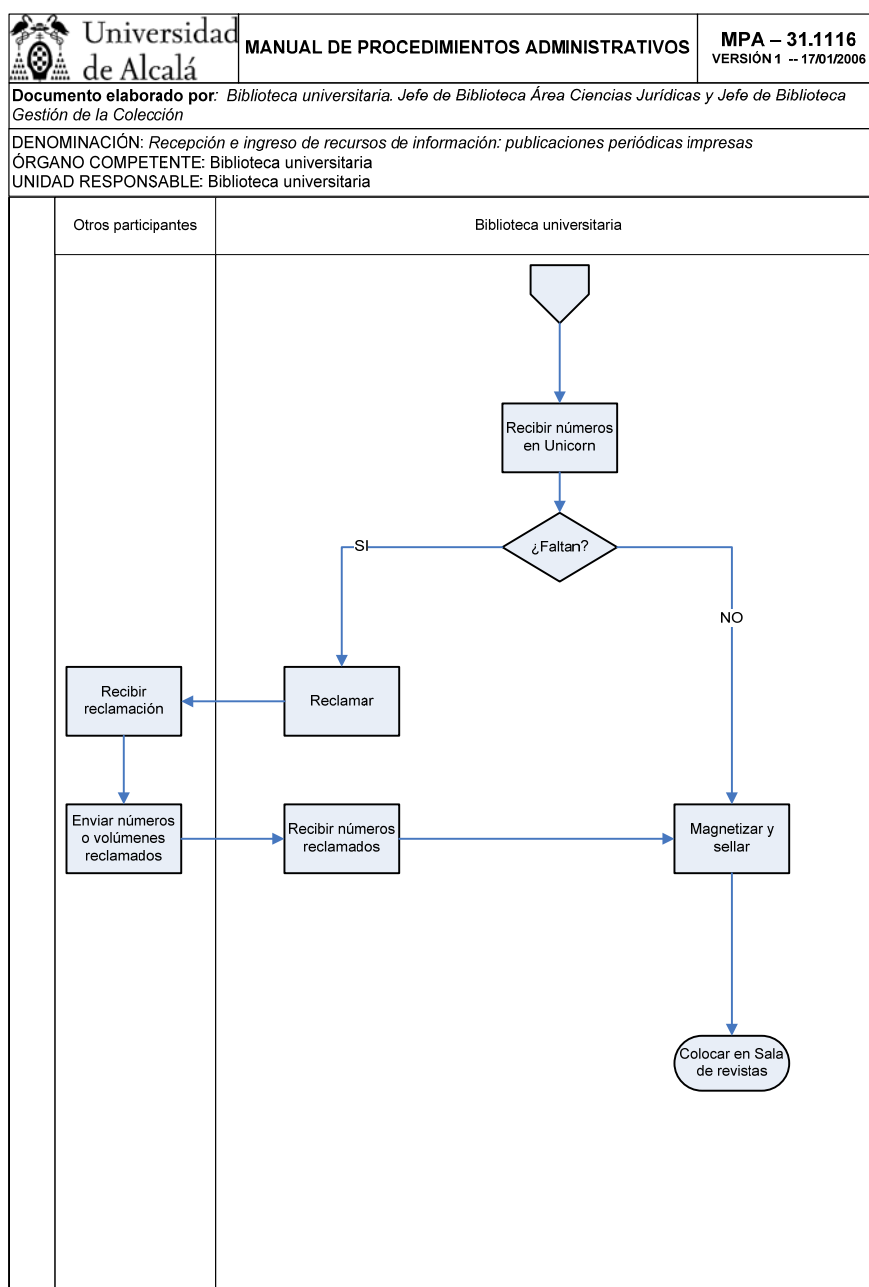 Universidad
de Alcalá
MANUAL DE PROCEDIMIENTOS ADMINISTRATIVOS
MPA – 31.1116
VERSIÓN 1 -- 17/01/2006
Documento elaborado por: Biblioteca universitaria. Jefe de Biblioteca Área Ciencias Jurídicas y Jefe de Biblioteca
Gestión de la Colección
DENOMINACIÓN: Recepción e ingreso de recursos de información: publicaciones periódicas impresas
ÓRGANO COMPETENTE: Biblioteca universitaria
UNIDAD RESPONSABLE: Biblioteca universitaria
Otros participantes
Biblioteca universitaria
Recibir números
en Unicorn
¿Faltan?
SI
NO
Recibir
reclamación
Reclamar
Enviar números
o volúmenes
reclamados
Recibir números
reclamados
Magnetizar y
sellar
Colocar en Sala
de revistas